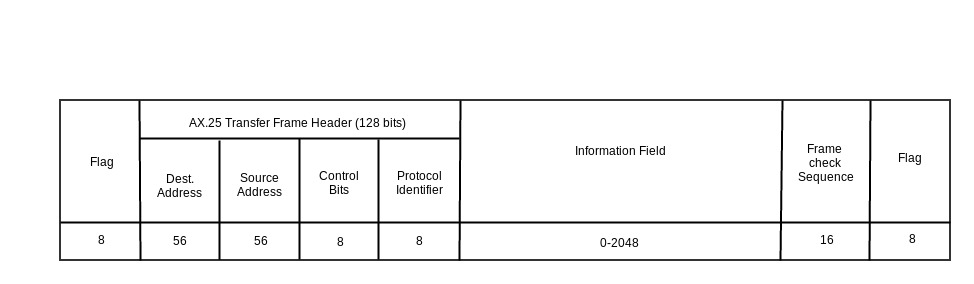 AX.25 Transfer Frame Header (128 bits)
Flag
Dest.
Address
Source
Address
Control
Bits
Protocol
Identifier
Information Field
Frame
check
Sequence
Flag
8
56
56
8
8
0-2048
16
8